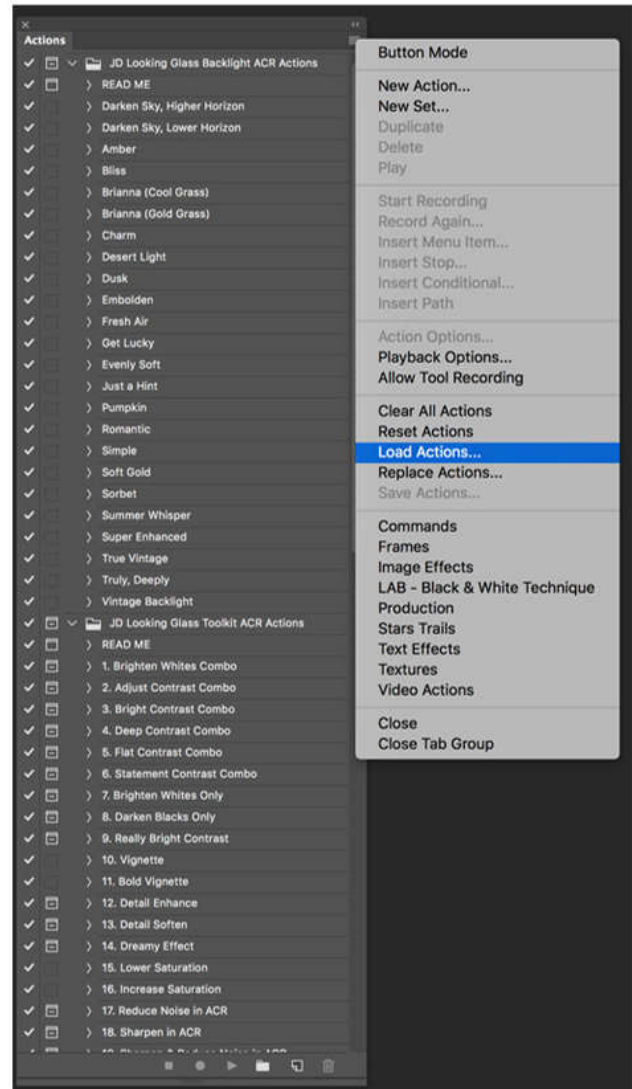 Actions
JD Looking Glass Backlight ACR Actions
READ ME
Darken Sky, Higher Horizon
Darken Sky, Lower Horizon
Amber
Bliss
Brianna (Cool Grass)
Brianna (Gold Grass)
Charm
Desert Light
Dusk
Embolden
Fresh Air
Get Lucky
Evenly Soft
Just a Hint
Pumpkin
Romantic
Simple
Soft Gold
Sorbet
Summer Whisper
Super Enhanced
True Vintage
Truly, Deeply
Vintage Backlight
JD Looking Glass Toolkit ACR Actions
READ ME
1. Brighten Whites Combo
2. Adjust Contrast Combo
3. Bright Contrast Combo
4. Deep Contrast Combo
5. Flat Contrast Combo
6. Statement Contrast Combo
7. Brighten Whites Only
8. Darken Blacks Only
9. Really Bright Contrast
10. Vignette
11. Bold Vignette
12. Detail Enhance
13. Detail Soften
14. Dreamy Effect
15. Lower Saturation
16. Increase Saturation
17. Reduce Noise in ACR
18. Sharpen in ACR
19. Sharpen & Reduce Noise in ACR
Button Mode
New Action...
New Set...
Duplicate
Delete
Play
Start Recording
Record Again...
Insert Menu Item...
Insert Stop...
Insert Conditional...
Insert Path
Action Options...
Playback Options...
Allow Tool Recording
Clear All Actions
Reset Actions
Load Actions...
Replace Actions...
Save Actions...
Commands
Frames
Image Effects
LAB - Black & White Technique
Production
Stars Trails
Text Effects
Textures
Video Actions
Close
Close Tab Group